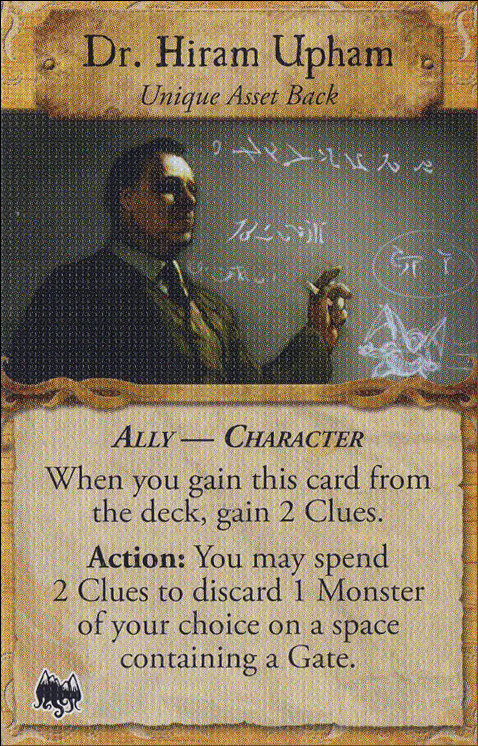 Dr. Hiram Upham
Unique Asset Back
Ally — Character
When you gain this card from
the deck, gain 2 Clues.
Action: You may spend
2 Clues to discard 1 Monster
of your choice on a space
containing a Gate.